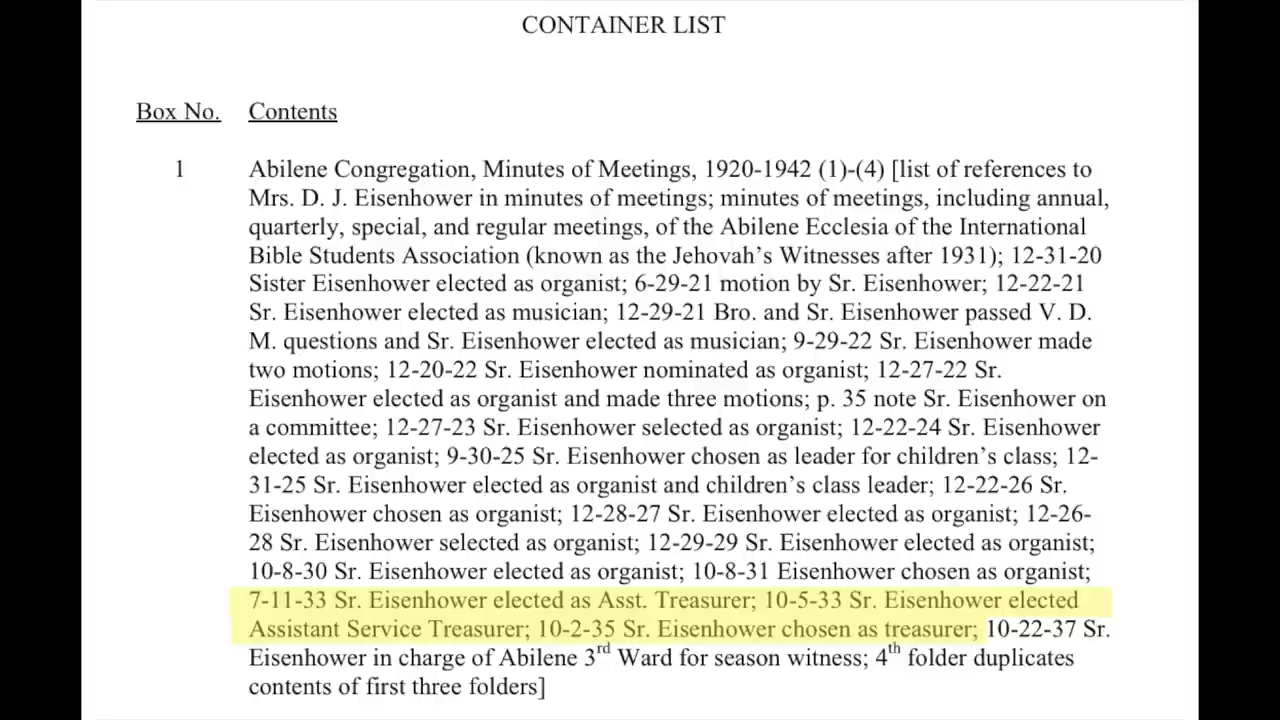 CONTAINER LIST
Box No. Contents
1 Abilene Congregation, Minutes of Meetings, 1920-1942 (1)-(4) [list of references to
Mrs. D. J. Eisenhower in minutes of meetings; minutes of meetings, including annual,
quarterly, special, and regular meetings, of the Abilene Ecclesia of the International
Bible Students Association (known as the Jehovah’s Witnesses after 1931); 12-31-20
Sister Eisenhower elected as organist; 6-29-21 motion by Sr. Eisenhower; 12-22-21
Sr. Eisenhower elected as musician; 12-29-21 Bro. and Sr. Eisenhower passed V. D.
M. questions and Sr. Eisenhower elected as musician; 9-29-22 Sr. Eisenhower made
two motions; 12-20-22 Sr. Eisenhower nominated as organist; 12-27-22 Sr.
Eisenhower elected as organist and made three motions; p. 35 note Sr. Eisenhower on
a committee; 12-27-23 Sr. Eisenhower selected as organist; 12-22-24 Sr. Eisenhower
elected as organist; 9-30-25 Sr. Eisenhower chosen as leader for children’s class; 12-
31-25 Sr. Eisenhower elected as organist and children’s class leader; 12-22-26 Sr.
Eisenhower chosen as organist; 12-28-27 Sr. Eisenhower elected as organist; 12-26-
28 Sr. Eisenhower selected as organist; 12-29-29 Sr. Eisenhower elected as organist;
10-8-30 Sr. Eisenhower elected as organist; 10-8-31 Eisenhower chosen as organist;
7-11-33 Sr. Eisenhower elected as Asst. Treasurer; 10-5-33 Sr. Eisenhower elected
Assistant Service Treasurer; 10-2-35 Sr. Eisenhower chosen as treasurer; 10-22-37 Sr.
Eisenhower in charge of Abilene 3rd Ward for season witness; 4th folder duplicates
contents of first three folders]